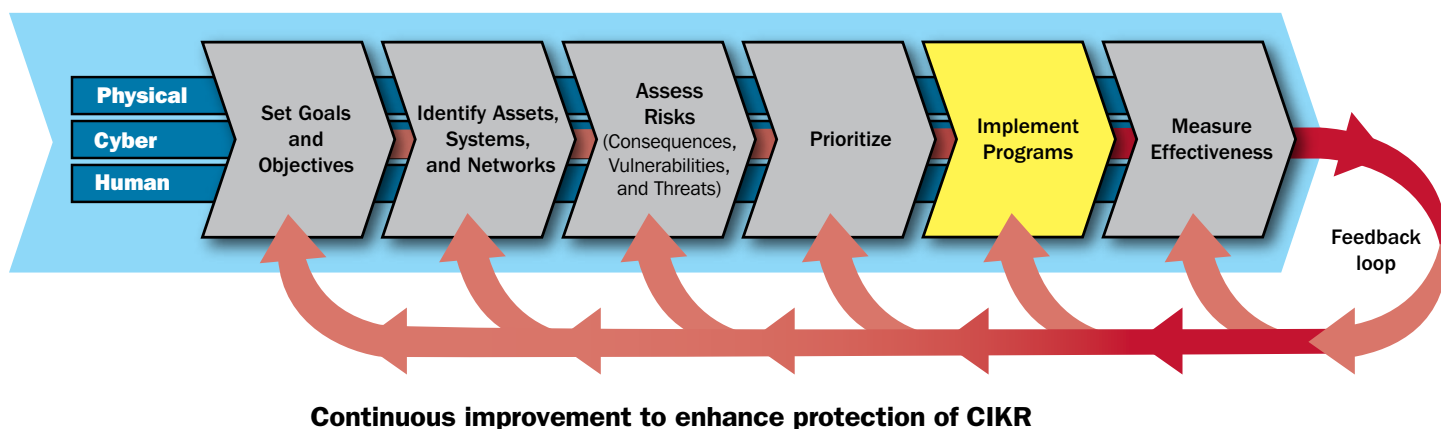 Physical
Cyber
Human
Set Goals
and
Objectives
Identify Assets,
Systems,
and Networks
Assess
Risks
(Consequences,
Vulnerabilities,
and Threats)
Prioritize
Implement
Programs
Measure
Effectiveness
Feedback
loop
Continuous improvement to enhance protection of CIKR